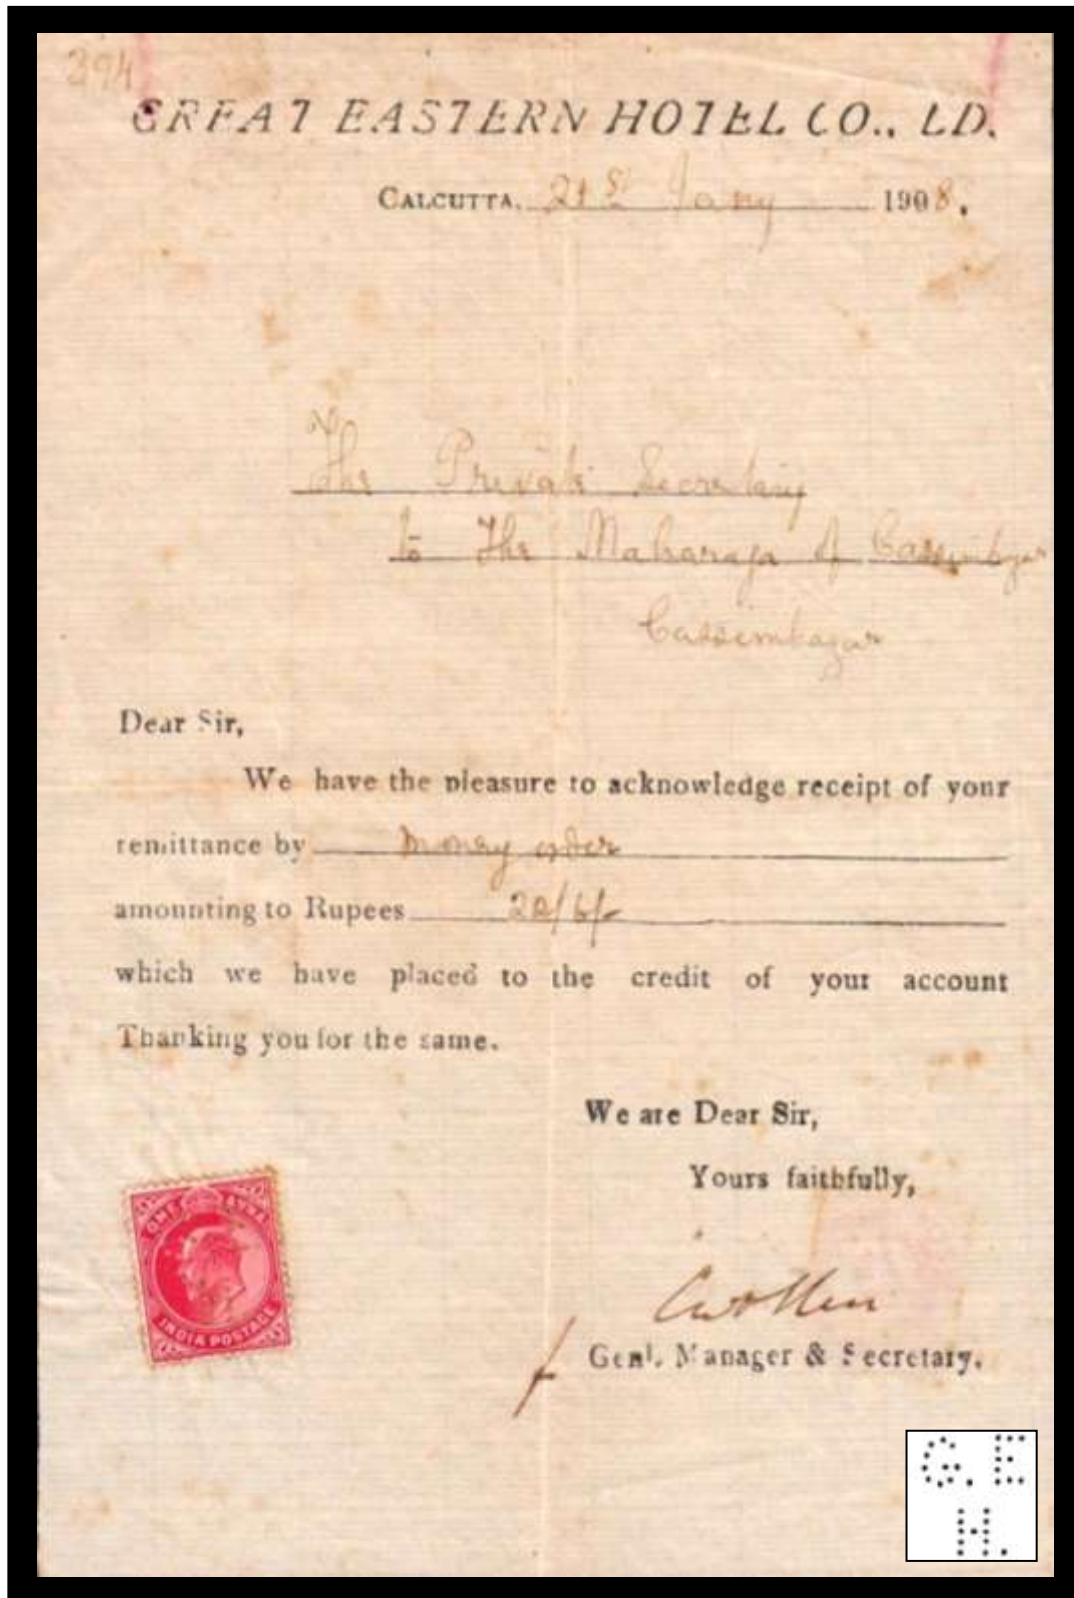 394
GREAT EASTERN HOTEL CO., LD.
CALCUTTA, 21st Jany 1908.
The Private Secretary
to The Maharaja of Cassimbazar
Cassimbazar
Dear Sir,
We have the pleasure to acknowledge receipt of your
remittance by money order
amounting to Rupees
which we have placed to the credit of your account
Thanking you for the same.
We are Dear Sir,
Yours faithfully,
Genl. Manager & Secretary.
ONE ANNA
INDIA POSTAGE
G. E
H.